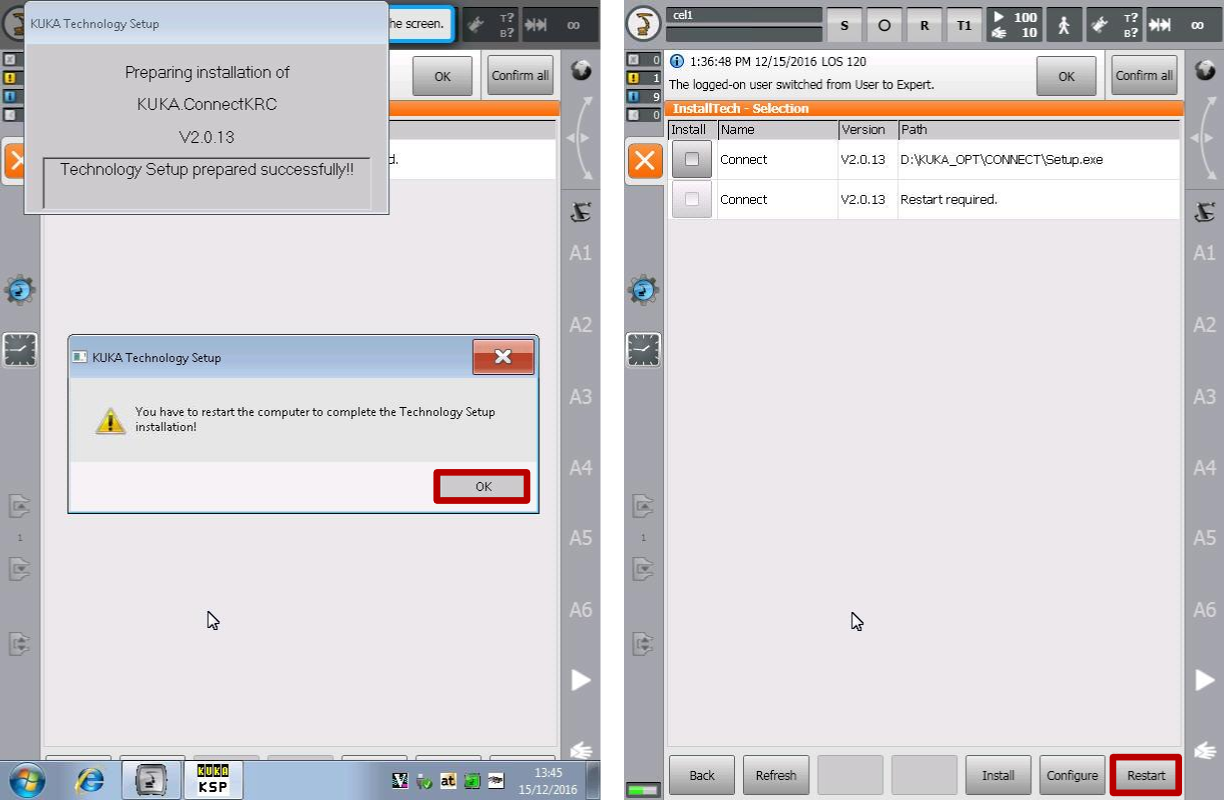 KUKA Technology Setup
Preparing installation of
KUKA.ConnectKRC
V2.0.13
Technology Setup prepared successfully!!
he screen.
T?
B?
∞
OK
Confirm all
d.
KUKA Technology Setup
You have to restart the computer to complete the Technology Setup
installation!
OK
A1
A2
A3
A4
A5
A6
1
KUKA
KSP
at
13:45
15/12/2016
cel1
S
O
R
T1
100
10
T?
B?
∞
0
1
9
0
1:36:48 PM 12/15/2016 LOS 120
The logged-on user switched from User to Expert.
OK
Confirm all
InstallTech - Selection
Install Name Version Path
Connect V2.0.13 D:\KUKA_OPT\CONNECT\Setup.exe
Connect V2.0.13 Restart required.
A1
A2
A3
A4
A5
A6
1
Back
Refresh
Install
Configure
Restart